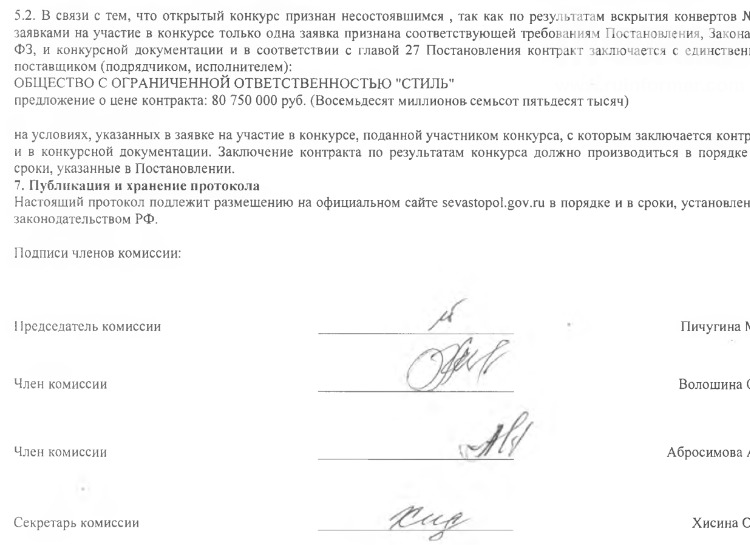 5.2. В связи с тем, что открытый конкурс признан несостоявшимся , так как по результатам вскрытия конвертов №
заявками на участие в конкурсе только одна заявка признана соответствующей требованиям Постановления, Закона
ФЗ, и конкурсной документации и в соответствии с главой 27 Постановления контракт заключается с единствен
поставщиком (подрядчиком, исполнителем):
ОБЩЕСТВО С ОГРАНИЧЕННОЙ ОТВЕТСТВЕННОСТЬЮ "СТИЛЬ"
предложение о цене контракта: 80 750 000 руб. (Восемьдесят миллионов семьсот пятьдесят тысяч)
на условиях, указанных в заявке на участие в конкурсе, поданной участником конкурса, с которым заключается контр
и в конкурсной документации. Заключение контракта по результатам конкурса должно производиться в порядке
сроки, указанные в Постановлении.
7. Публикация и хранение протокола
Настоящий протокол подлежит размещению на официальном сайте sevastopol.gov.ru в порядке и в сроки, установлен
законодательством РФ.
Подписи членов комиссии:
Председатель комиссии Пичугина М
Член комиссии Волошина О
Член комиссии Абросимова А
Секретарь комиссии Хисина О